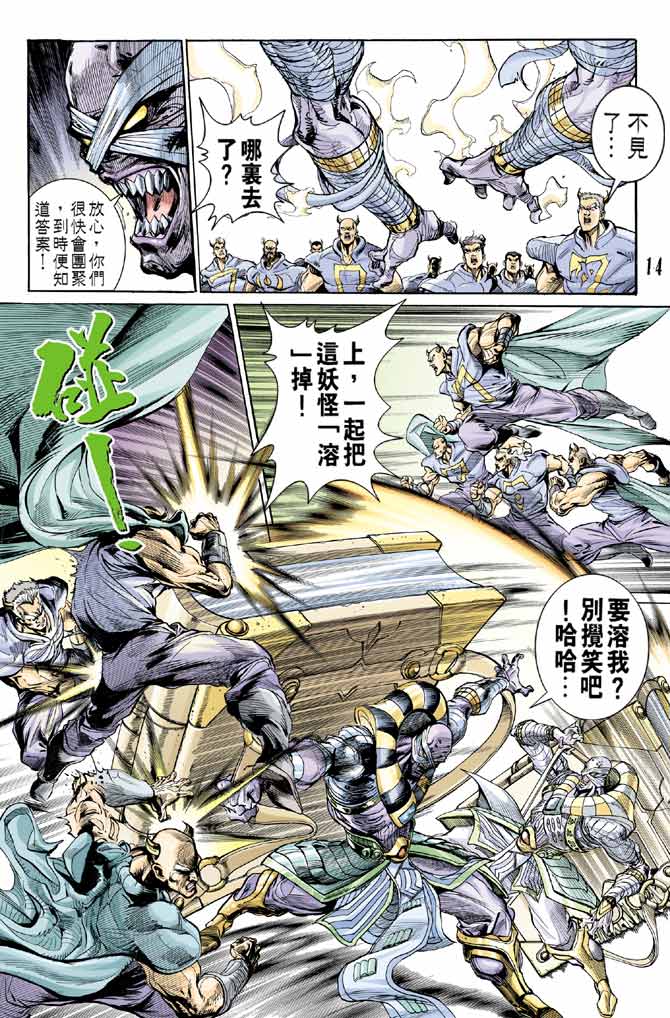 不見
了…
哪裏去
了？
放心，你們
很快會團聚
，到時便知
道答案！
14
上，一起把
這妖怪「溶
」掉！
碰！
要溶我？
別攪笑吧
！哈哈…